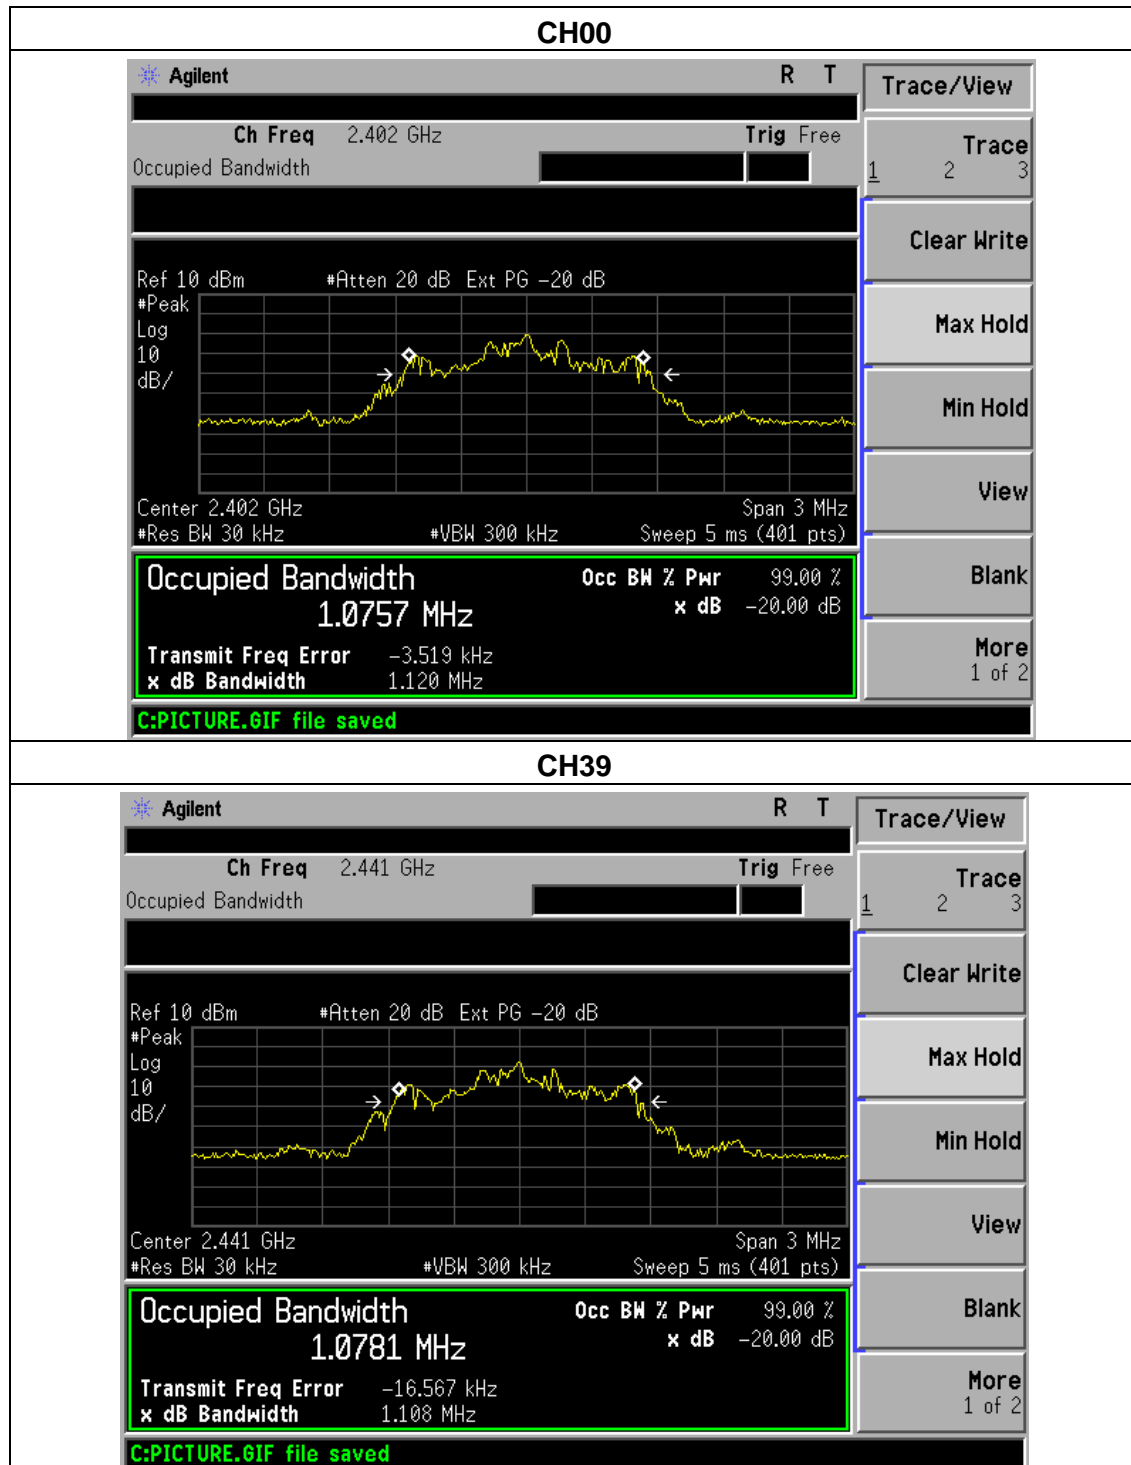 CH00
Agilent R T
Trace/View
Ch Freq 2.402 GHz Trig Free
Occupied Bandwidth
Trace
1 2 3
Clear Write
Ref 10 dBm #Atten 20 dB Ext PG -20 dB
#Peak
Log
10
dB/
Max Hold
Min Hold
View
Center 2.402 GHz Span 3 MHz
#Res BW 30 kHz #VBW 300 kHz Sweep 5 ms (401 pts)
Occupied Bandwidth Occ BW % Pwr 99.00 %
1.0757 MHz x dB -20.00 dB
Blank
Transmit Freq Error -3.519 kHz
x dB Bandwidth 1.120 MHz
More
1 of 2
C:PICTURE.GIF file saved
CH39
Agilent R T
Trace/View
Ch Freq 2.441 GHz Trig Free
Occupied Bandwidth
Trace
1 2 3
Clear Write
Ref 10 dBm #Atten 20 dB Ext PG -20 dB
#Peak
Log
10
dB/
Max Hold
Min Hold
View
Center 2.441 GHz Span 3 MHz
#Res BW 30 kHz #VBW 300 kHz Sweep 5 ms (401 pts)
Occupied Bandwidth Occ BW % Pwr 99.00 %
1.0781 MHz x dB -20.00 dB
Blank
Transmit Freq Error -16.567 kHz
x dB Bandwidth 1.108 MHz
More
1 of 2
C:PICTURE.GIF file saved